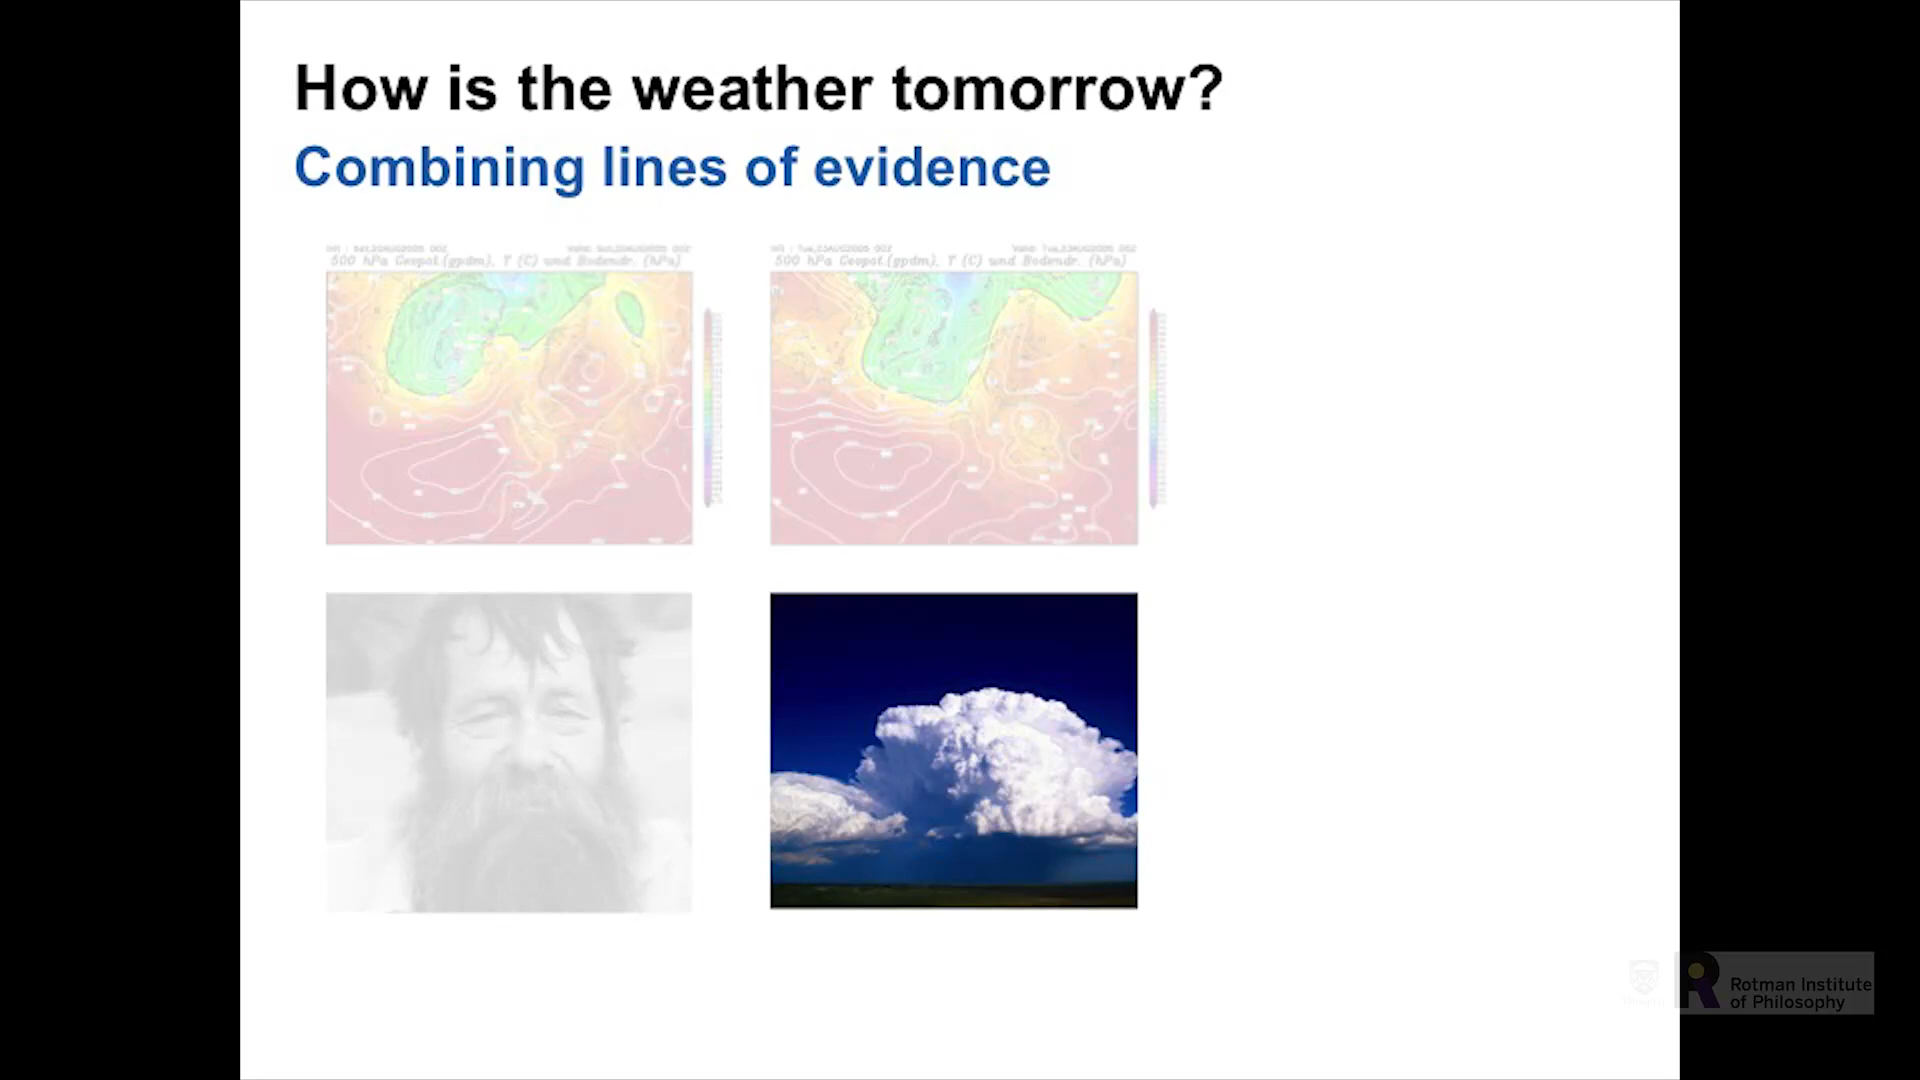 How is the weather tomorrow?
Combining lines of evidence
500 hPa Geopot.(gpdm), T (C) und Bodendr. (hPa)
500 hPa Geopot.(gpdm), T (C) und Bodendr. (hPa)
Rotman Institute
of Philosophy